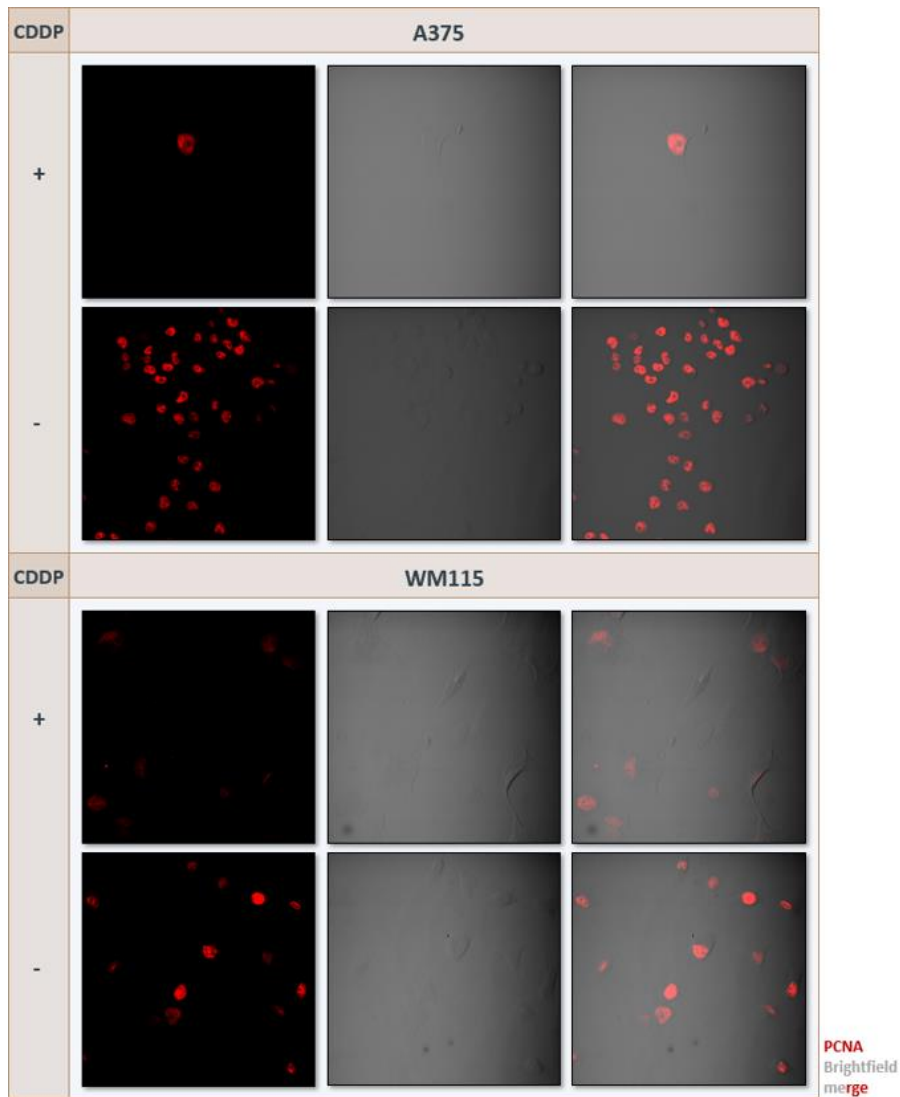 CDDP A375
+
-
CDDP WM115
+
-
PCNA
Brightfield
merge